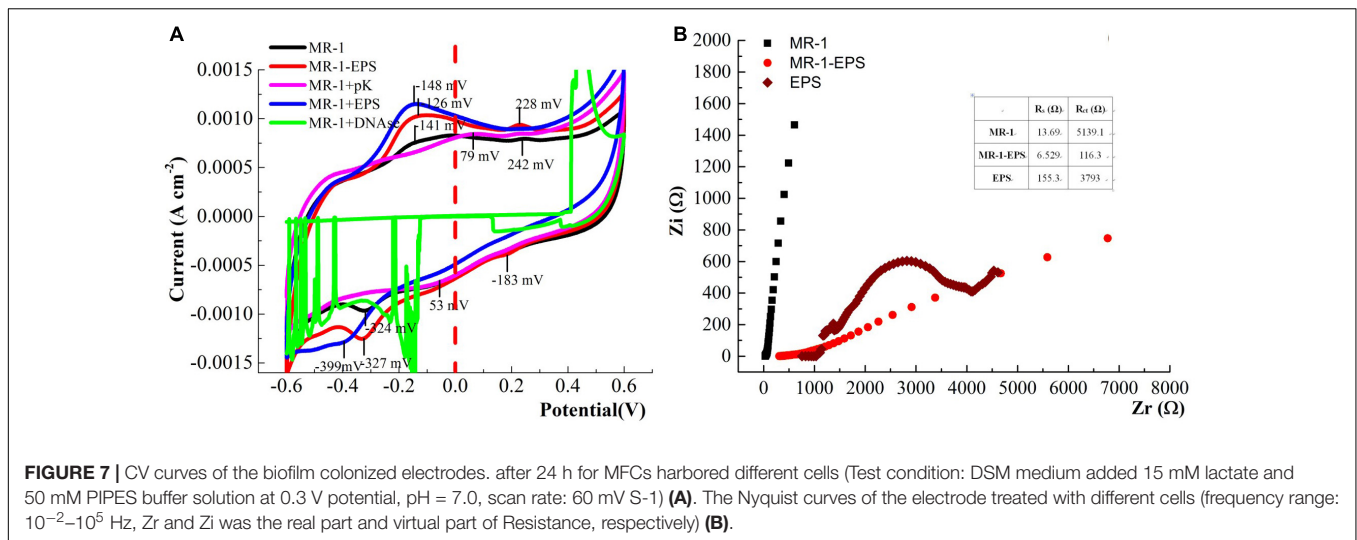 A
MR-1
MR-1-EPS
MR-1+pK
MR-1+EPS
MR-1+DNAse
0.0015
0.0010
0.0005
0.0000
-0.0005
-0.0010
-0.0015
Current (A cm-2)
-148 mV
-126 mV
-141 mV
228 mV
79 mV
242 mV
-183 mV
53 mV
-324 mV
-327 mV
-399mV
-0.6 -0.4 -0.2 0.0 0.2 0.4 0.6
Potential(V)
B
MR-1
MR-1-EPS
EPS
2000
1800
1600
1400
1200
1000
800
600
400
200
0
Zi (Ω)
Rs (Ω) Rct (Ω)
MR-1 13.69 5139.1
MR-1-EPS 6.529 116.3
EPS 155.3 3793
0 1000 2000 3000 4000 5000 6000 7000 8000
Zr (Ω)
FIGURE 7 | CV curves of the biofilm colonized electrodes. after 24 h for MFCs harbored different cells (Test condition: DSM medium added 15 mM lactate and
50 mM PIPES buffer solution at 0.3 V potential, pH = 7.0, scan rate: 60 mV S-1) (A). The Nyquist curves of the electrode treated with different cells (frequency range:
10−2–105 Hz, Zr and Zi was the real part and virtual part of Resistance, respectively) (B).